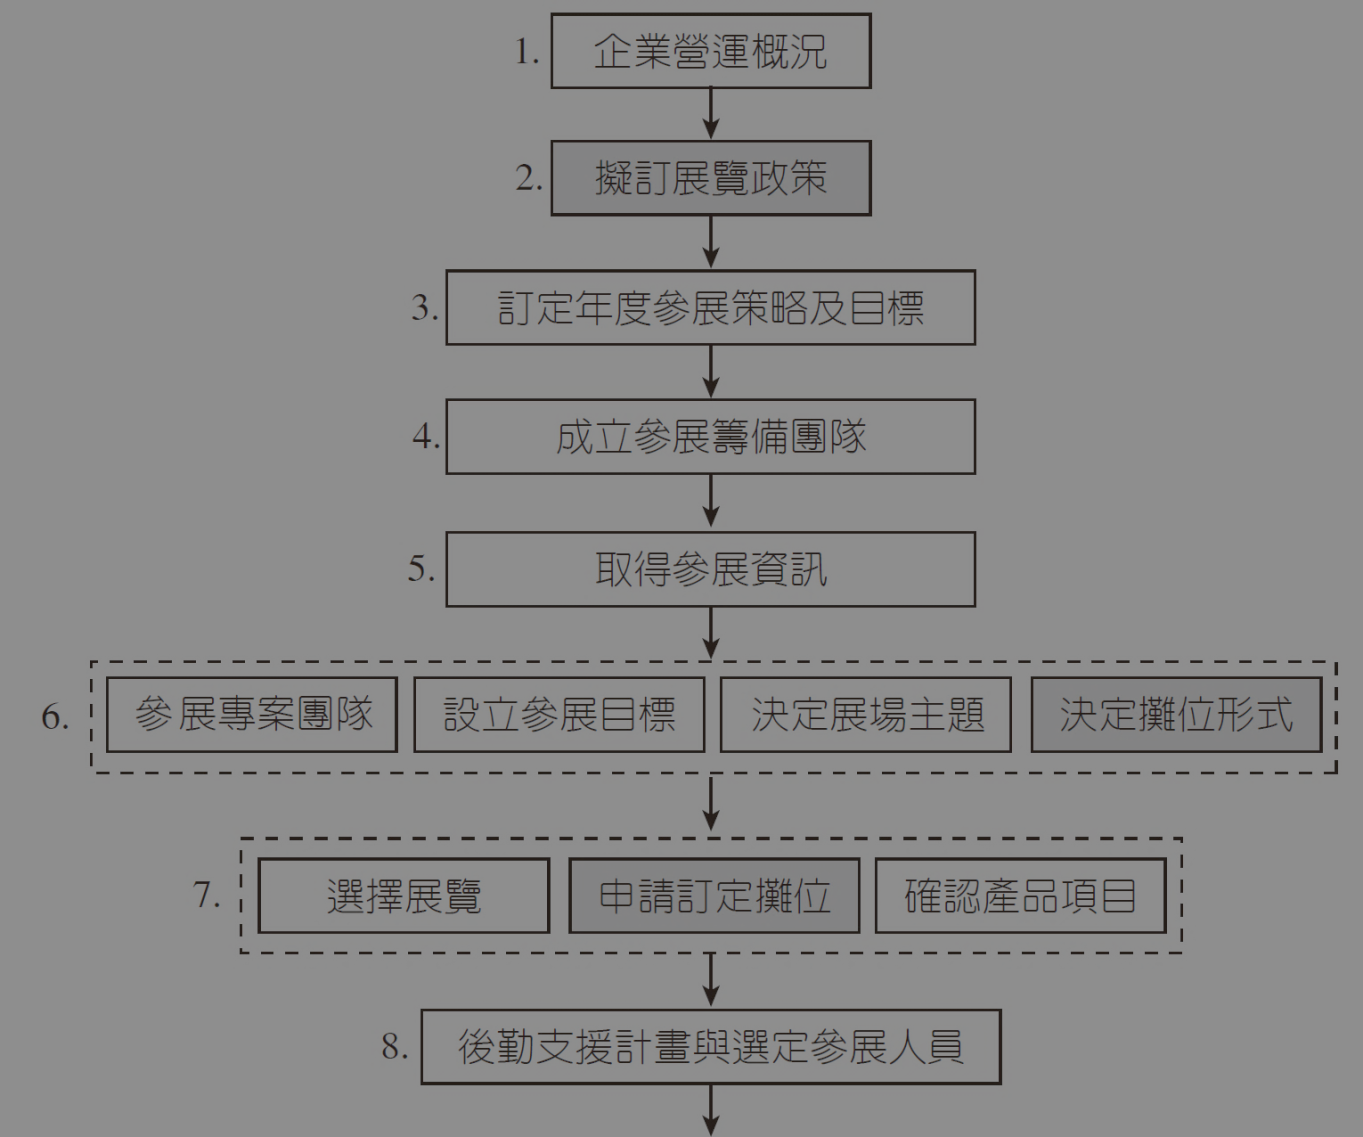 1. 企業營運概況
2. 擬訂展覽政策
3. 訂定年度參展策略及目標
4. 成立參展籌備團隊
5. 取得參展資訊
6. 參展專案團隊 設立參展目標 決定展場主題 決定攤位形式
7. 選擇展覽 申請訂定攤位 確認產品項目
8. 後勤支援計畫與選定參展人員